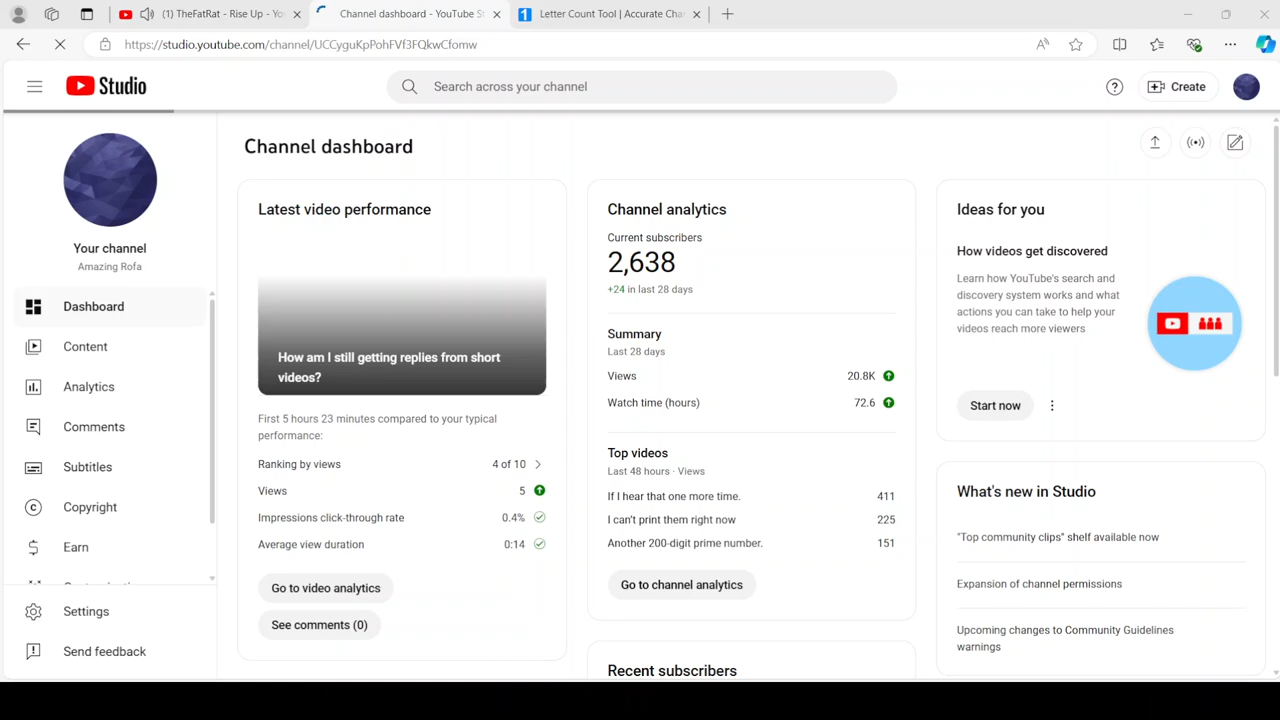 (1) TheFatRat - Rise Up - Yo
Channel dashboard - YouTube St
Letter Count Tool | Accurate Cha
https://studio.youtube.com/channel/UCCyguKpPohFVf3FQkwCfomw
Studio
Search across your channel
Create
Your channel
Amazing Rofa
Dashboard
Content
Analytics
Comments
Subtitles
Copyright
Earn
Settings
Send feedback
Channel dashboard
Latest video performance
How am I still getting replies from short
videos?
First 5 hours 23 minutes compared to your typical
performance:
Ranking by views 4 of 10
Views 5
Impressions click-through rate 0.4%
Average view duration 0:14
Go to video analytics
See comments (0)
Channel analytics
Current subscribers
2,638
+24 in last 28 days
Summary
Last 28 days
Views 20.8K
Watch time (hours) 72.6
Top videos
Last 48 hours · Views
If I hear that one more time. 411
I can't print them right now 225
Another 200-digit prime number. 151
Go to channel analytics
Recent subscribers
Ideas for you
How videos get discovered
Learn how YouTube's search and
discovery system works and what
actions you can take to help your
videos reach more viewers
Start now
What's new in Studio
"Top community clips" shelf available now
Expansion of channel permissions
Upcoming changes to Community Guidelines
warnings